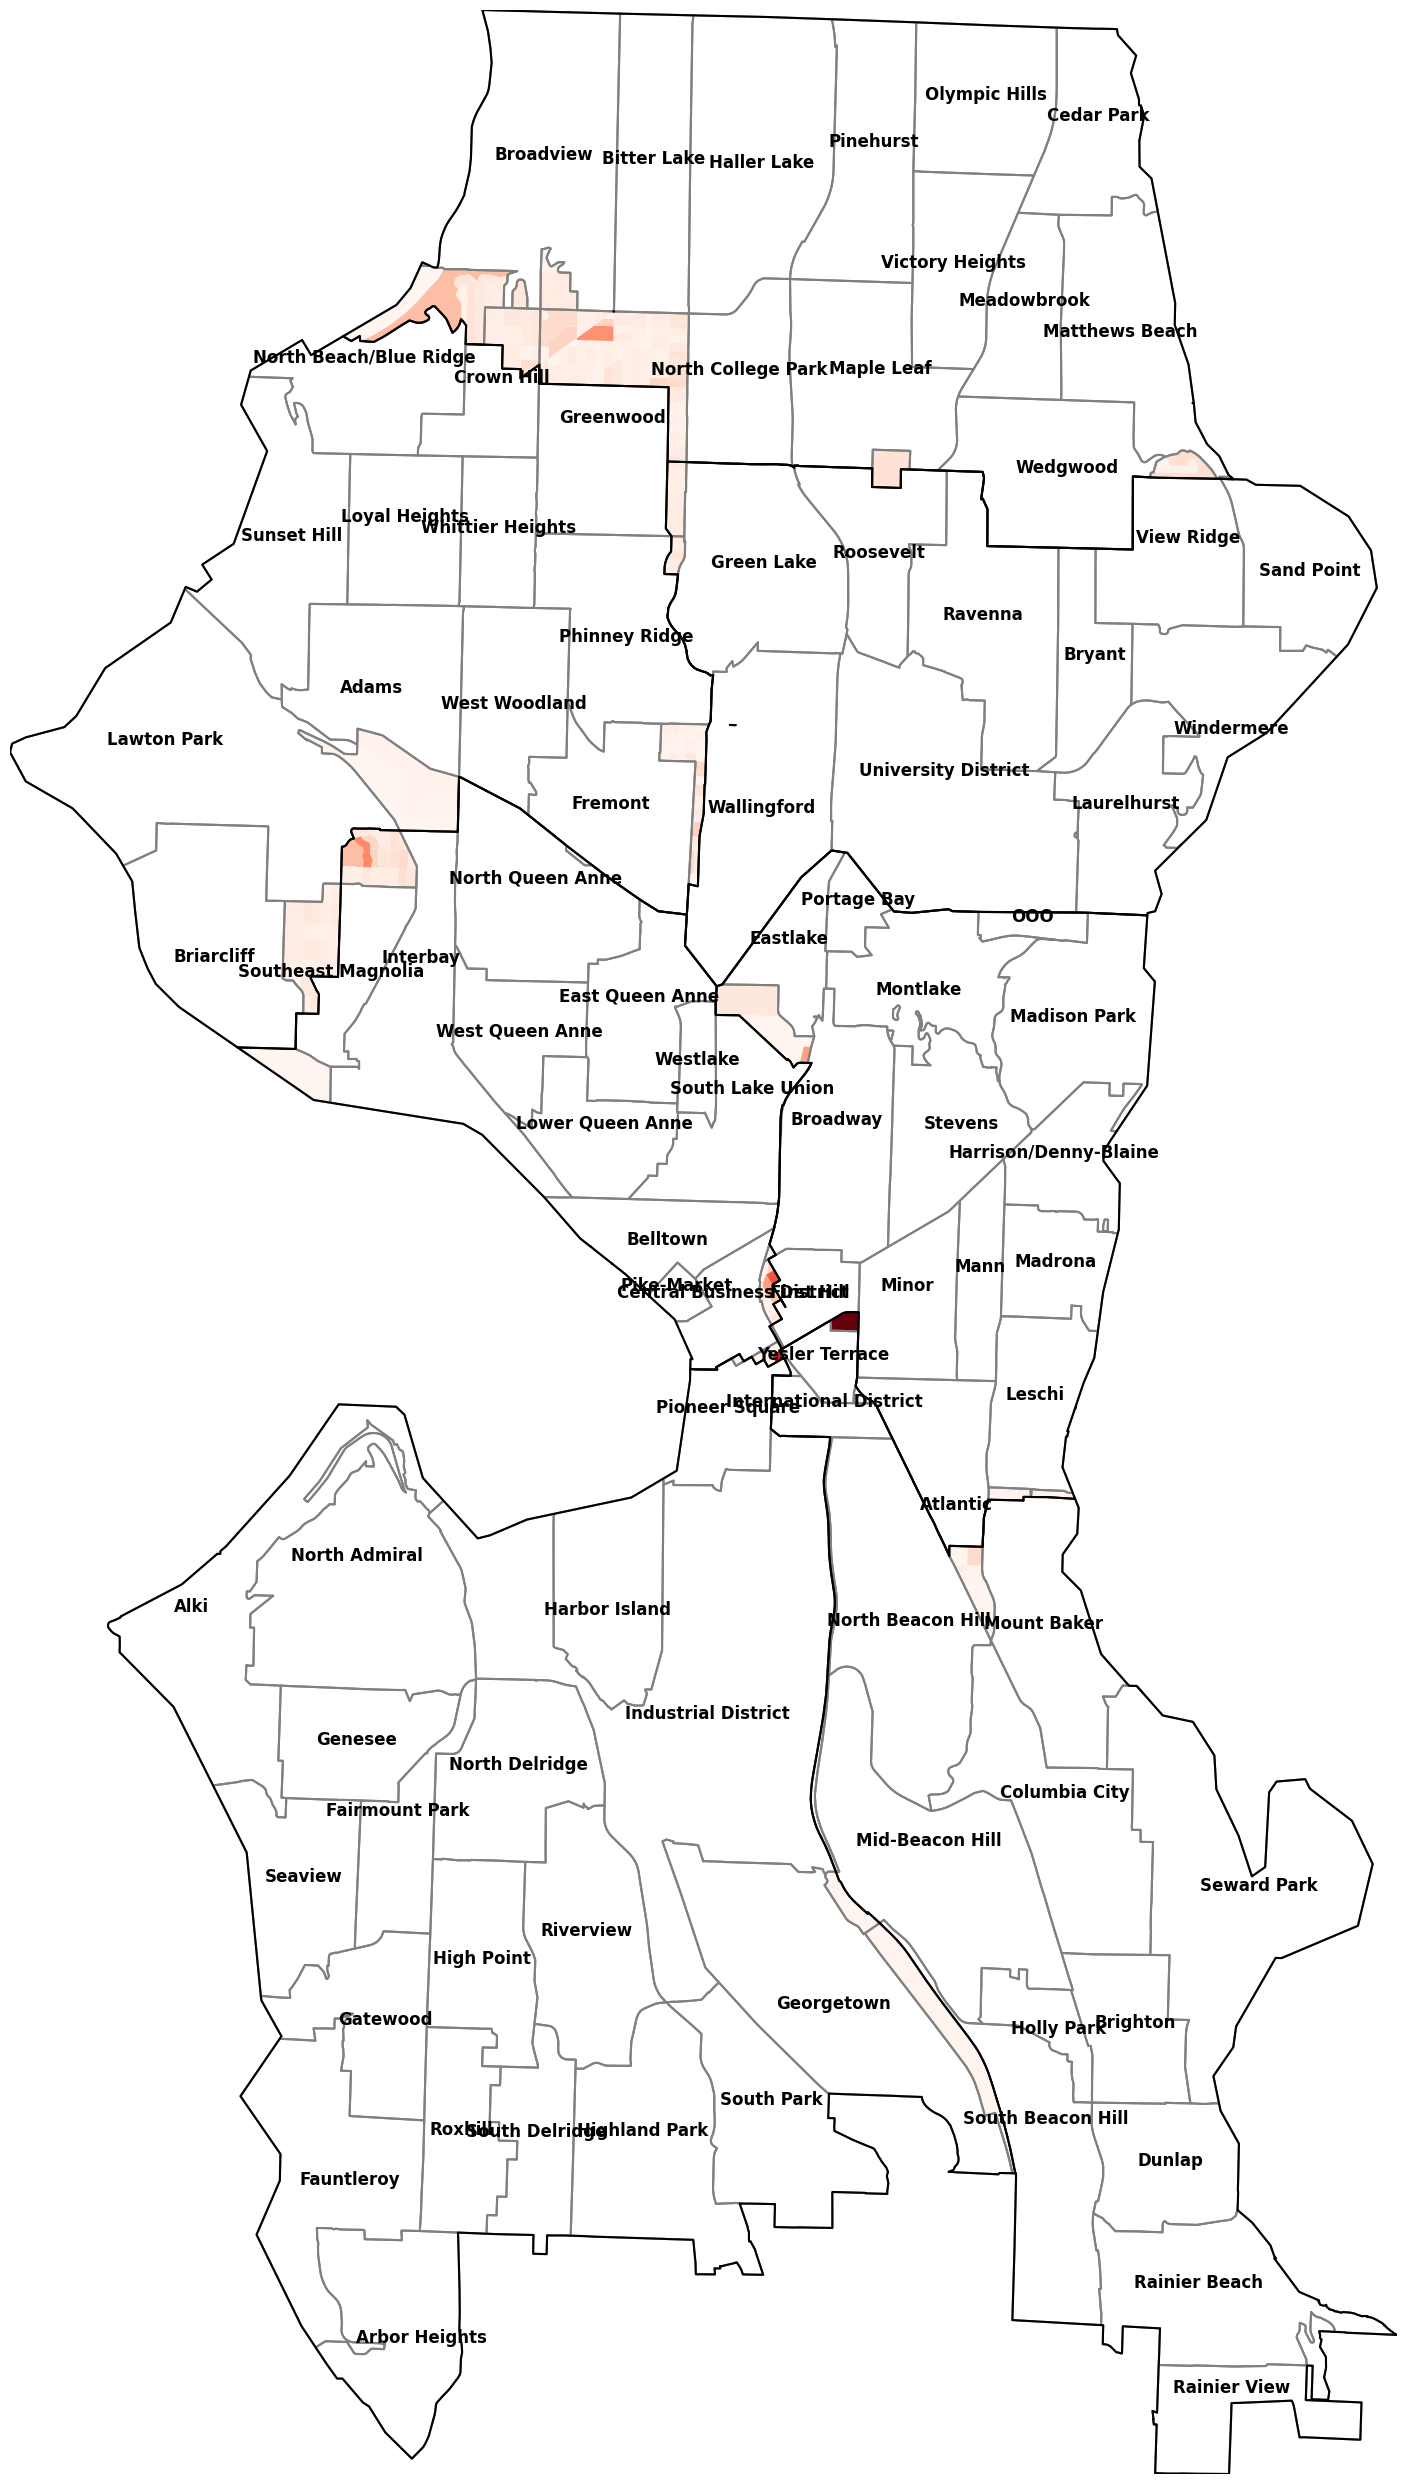 Olympic Hills
Cedar Park
Pinehurst
Broadview
Bitter Lake
Haller Lake
Victory Heights
Meadowbrook
Matthews Beach
North Beach/Blue Ridge
Crown Hill
North College Park
Maple Leaf
Greenwood
Wedgwood
Loyal Heights
Whittier Heights
Sunset Hill
View Ridge
Roosevelt
Green Lake
Sand Point
Ravenna
Phinney Ridge
Bryant
Adams
West Woodland
Windermere
Lawton Park
University District
Fremont
Wallingford
Laurelhurst
North Queen Anne
Portage Bay
OOO
Eastlake
Briarcliff
Interbay
Southeast Magnolia
Montlake
East Queen Anne
Madison Park
West Queen Anne
Westlake
South Lake Union
Broadway
Stevens
Lower Queen Anne
Harrison/Denny-Blaine
Belltown
Madrona
Mann
Pike-Market
Minor
Central Business District
First Hill
Yesler Terrace
Leschi
International District
Pioneer Square
Atlantic
North Admiral
Alki
Harbor Island
North Beacon Hill
Mount Baker
Industrial District
Genesee
North Delridge
Columbia City
Fairmount Park
Mid-Beacon Hill
Seaview
Seward Park
Riverview
High Point
Georgetown
Gatewood
Holly Park
Brighton
South Park
South Beacon Hill
Roxhill
South Delridge
Highland Park
Dunlap
Fauntleroy
Rainier Beach
Arbor Heights
Rainier View